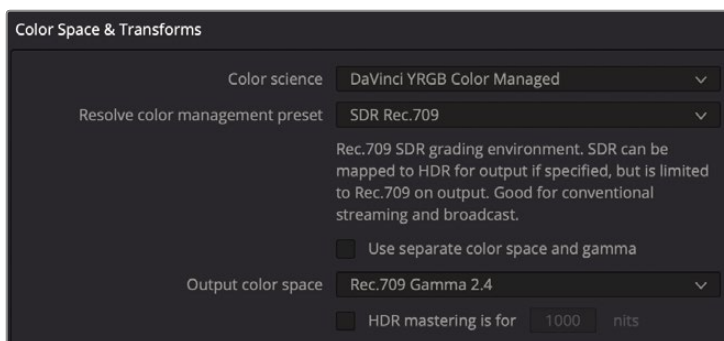 Color Space & Transforms
Color science DaVinci YRGB Color Managed
Resolve color management preset SDR Rec.709
Rec.709 SDR grading environment. SDR can be
mapped to HDR for output if specified, but is limited
to Rec.709 on output. Good for conventional
streaming and broadcast.
Use separate color space and gamma
Output color space Rec.709 Gamma 2.4
HDR mastering is for 1000 nits